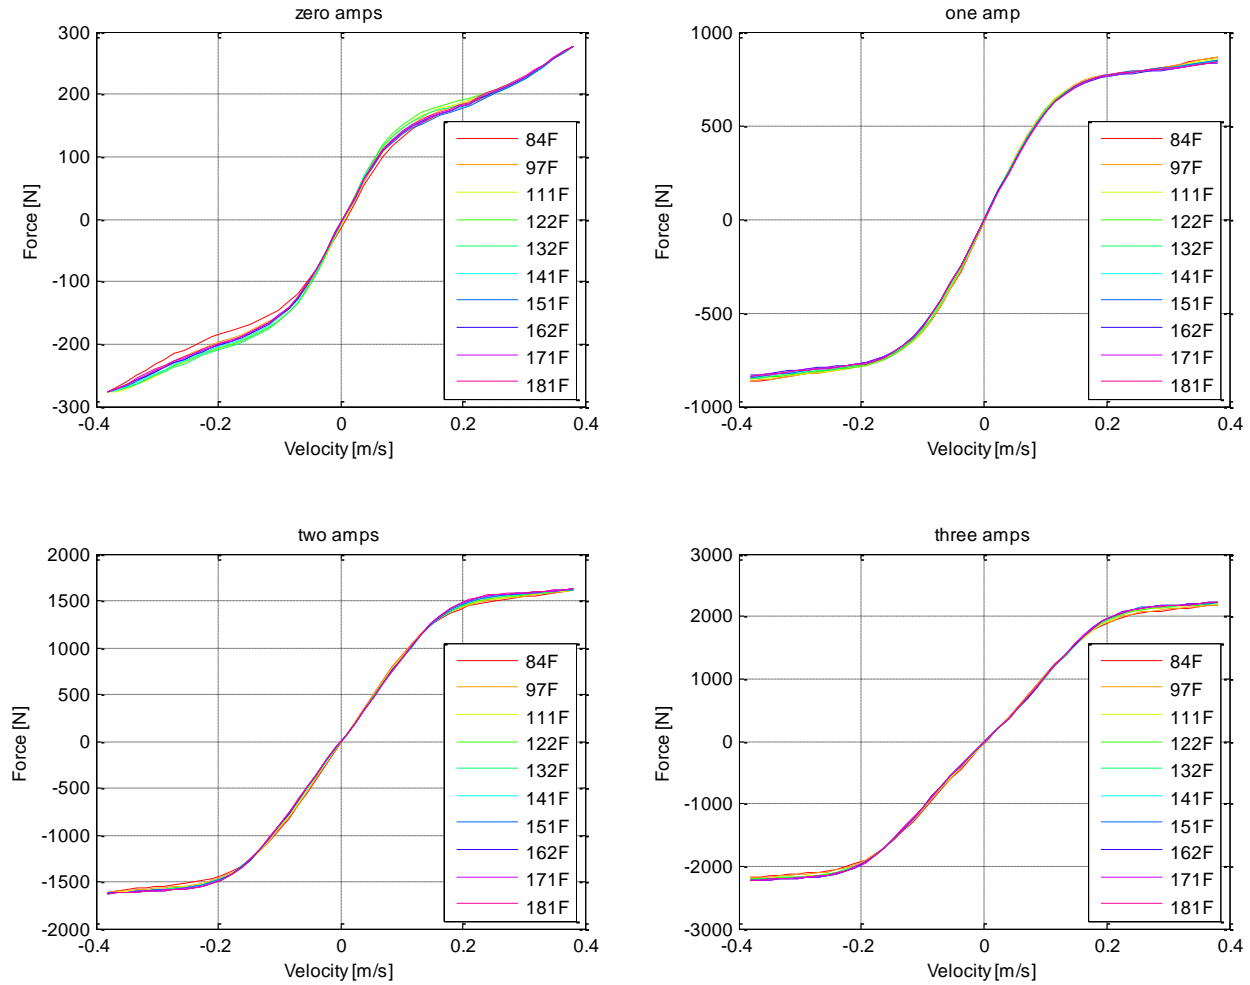 zero amps
300
200
100
0
-100
-200
-300
Force [N]
-0.4 -0.2 0 0.2 0.4
Velocity [m/s]
84F
97F
111F
122F
132F
141F
151F
162F
171F
181F
one amp
1000
500
0
-500
-1000
Force [N]
-0.4 -0.2 0 0.2 0.4
Velocity [m/s]
84F
97F
111F
122F
132F
141F
151F
162F
171F
181F
two amps
2000
1500
1000
500
0
-500
-1000
-1500
-2000
Force [N]
-0.4 -0.2 0 0.2 0.4
Velocity [m/s]
84F
97F
111F
122F
132F
141F
151F
162F
171F
181F
three amps
3000
2000
1000
0
-1000
-2000
-3000
Force [N]
-0.4 -0.2 0 0.2 0.4
Velocity [m/s]
84F
97F
111F
122F
132F
141F
151F
162F
171F
181F